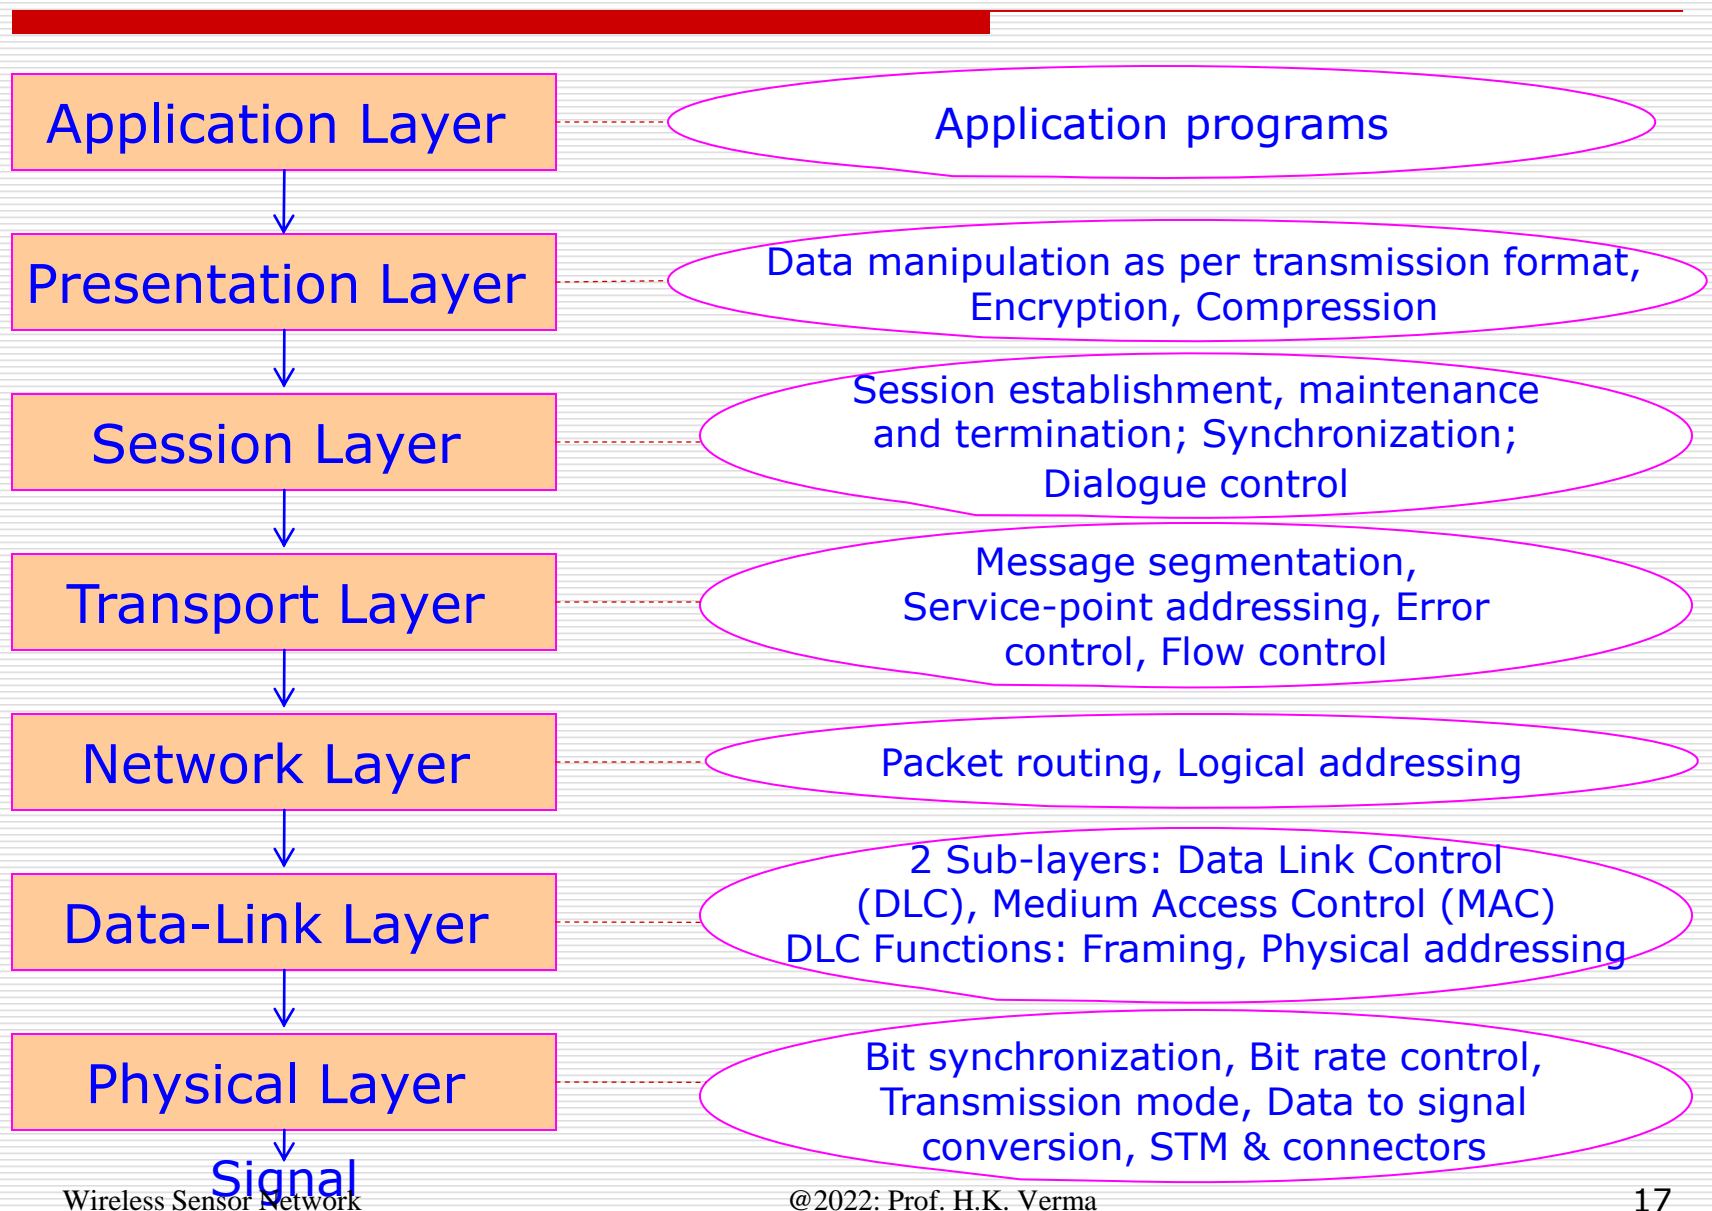 Application Layer
Application programs
Presentation Layer
Data manipulation as per transmission format,
Encryption, Compression
Session Layer
Session establishment, maintenance
and termination; Synchronization;
Dialogue control
Transport Layer
Message segmentation,
Service-point addressing, Error
control, Flow control
Network Layer
Packet routing, Logical addressing
Data-Link Layer
2 Sub-layers: Data Link Control
(DLC), Medium Access Control (MAC)
DLC Functions: Framing, Physical addressing
Physical Layer
Bit synchronization, Bit rate control,
Transmission mode, Data to signal
conversion, STM & connectors
Signal
Wireless Sensor Network
@2022: Prof. H.K. Verma
17